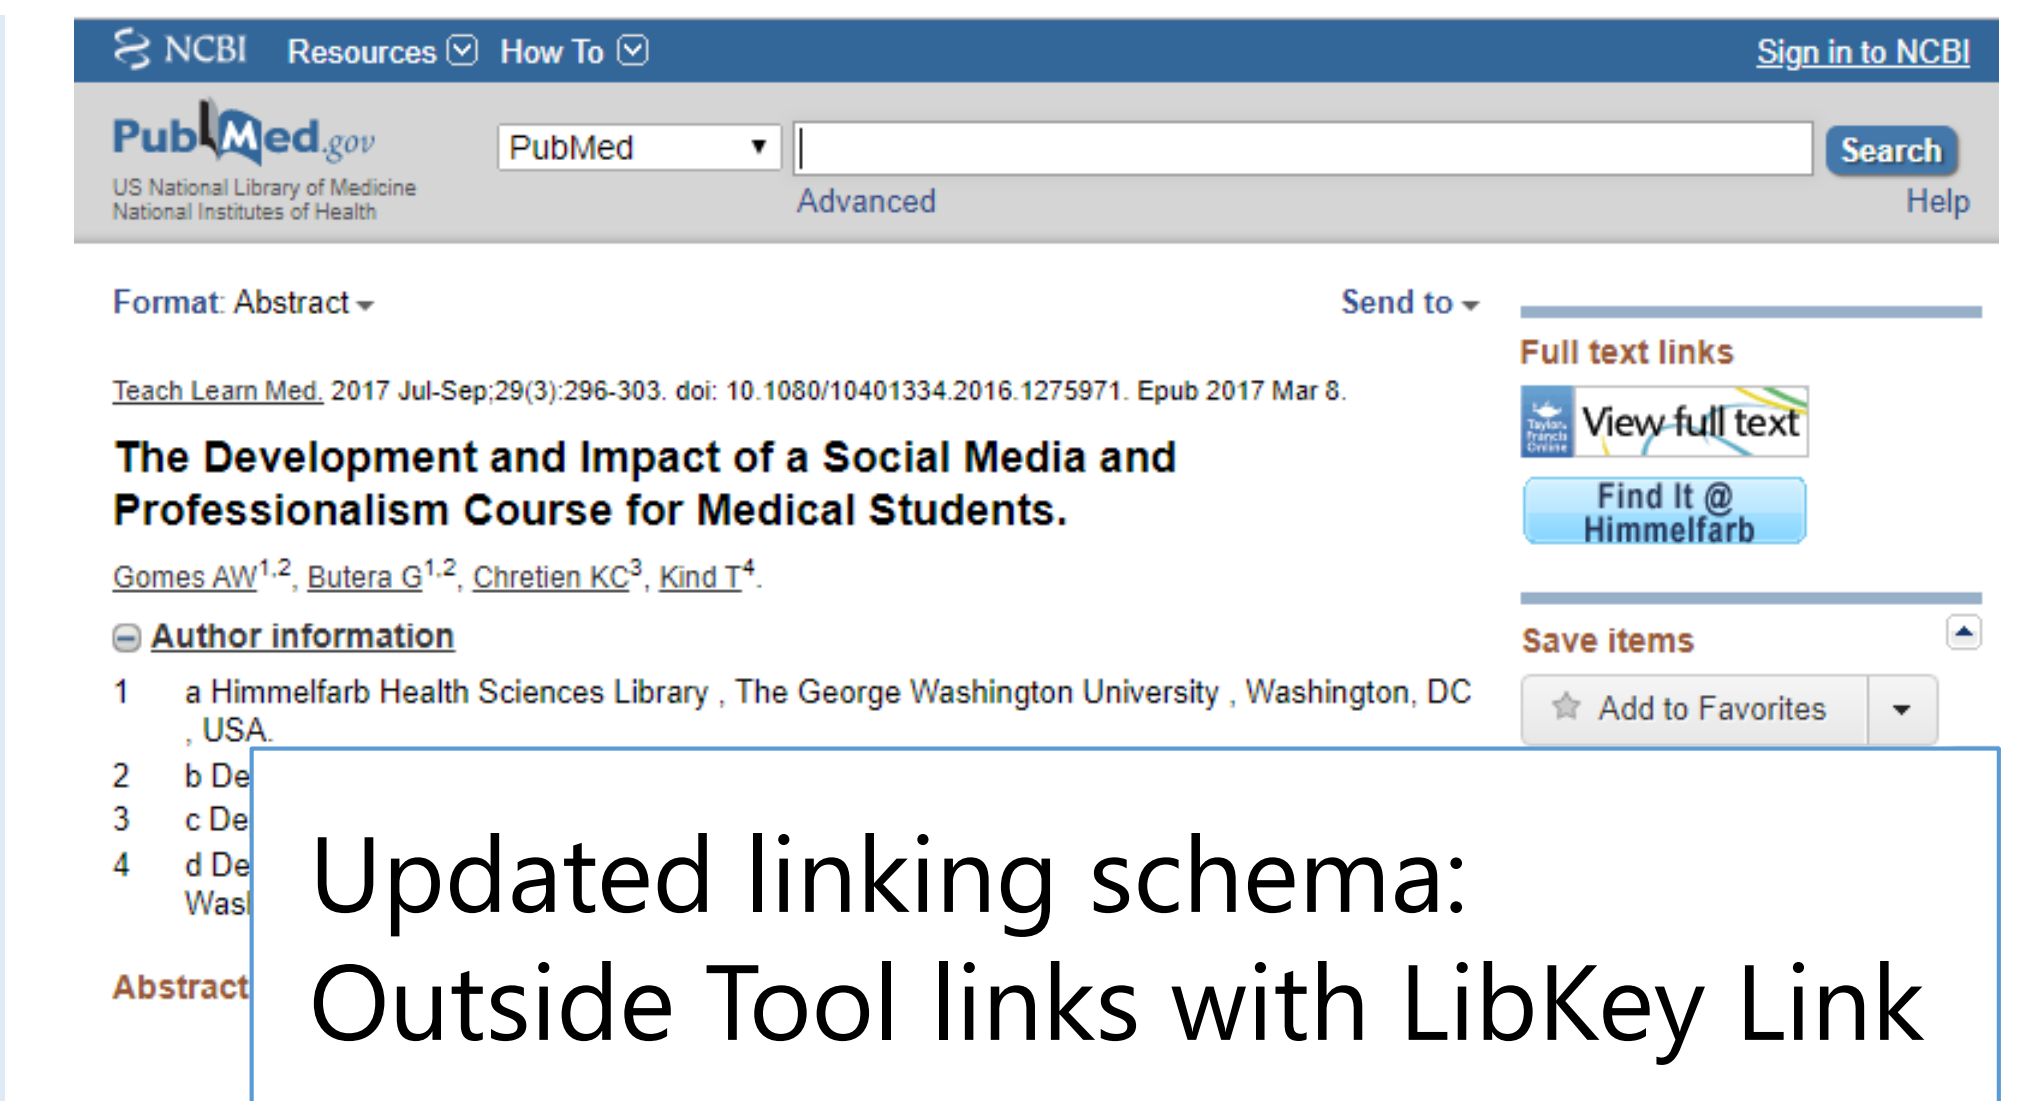 NCBI Resources How To Sign in to NCBI
PubMed.gov
US National Library of Medicine
National Institutes of Health
PubMed
Search
Advanced
Help
Format: Abstract
Send to
Teach Learn Med. 2017 Jul-Sep;29(3):296-303. doi: 10.1080/10401334.2016.1275971. Epub 2017 Mar 8.
The Development and Impact of a Social Media and
Professionalism Course for Medical Students.
Gomes AW1,2, Butera G1,2, Chretien KC3, Kind T4.
Author information
1 a Himmelfarb Health Sciences Library , The George Washington University , Washington, DC
, USA.
2 b De
3 c De
4 d De
Was
Abstract
Full text links
Taylor & Francis Online
View full text
Find It @
Himmelfarb
Save items
Add to Favorites
Updated linking schema:
Outside Tool links with LibKey Link